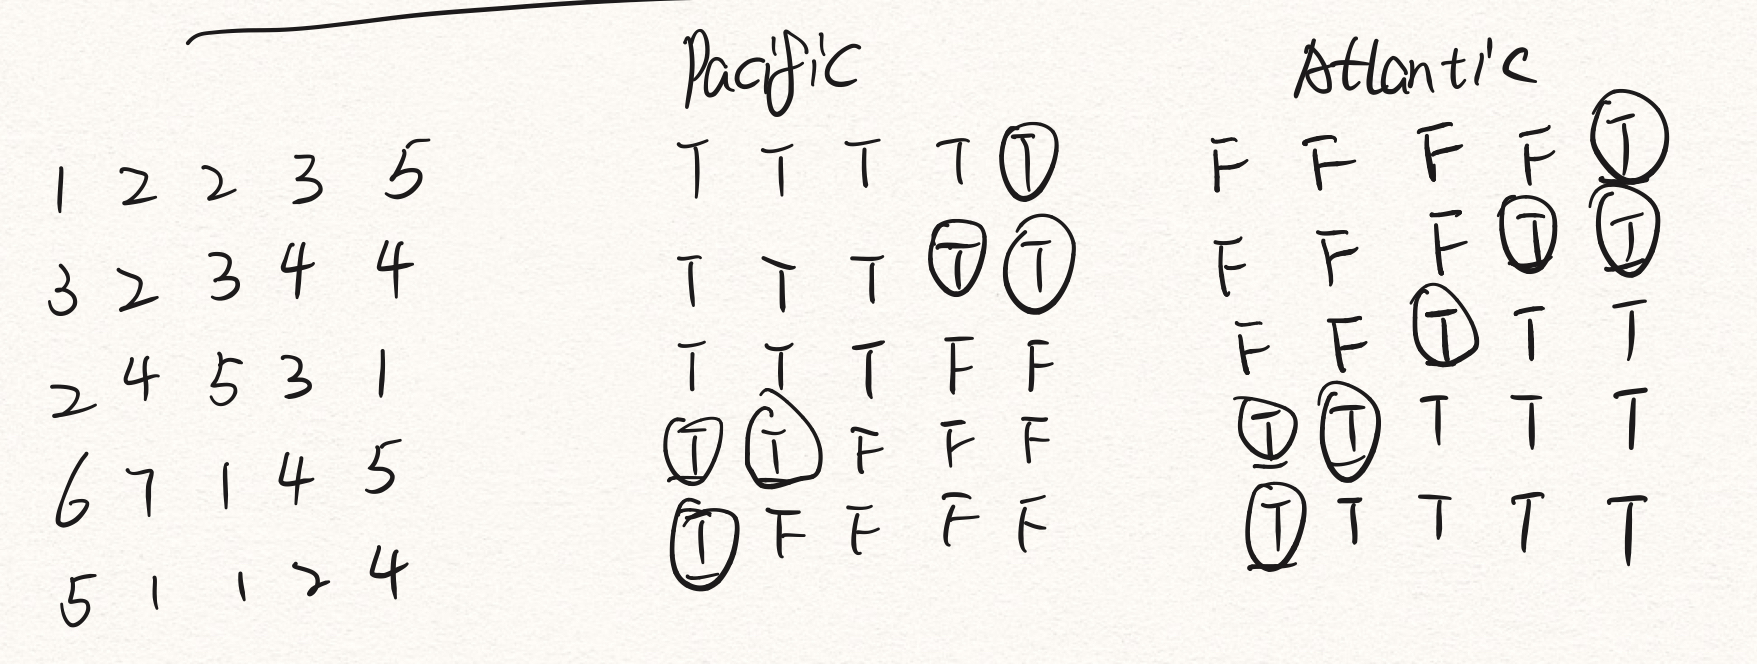 Pacific Atlantic
1 2 2 3 5 T T T T T F F F F T
3 2 3 4 4 T T T T T F F F T T
2 4 5 3 1 T T T F F F F T T T
6 7 1 4 5 T T F F F T T T T T
5 1 1 2 4 T F F F F T T T T T